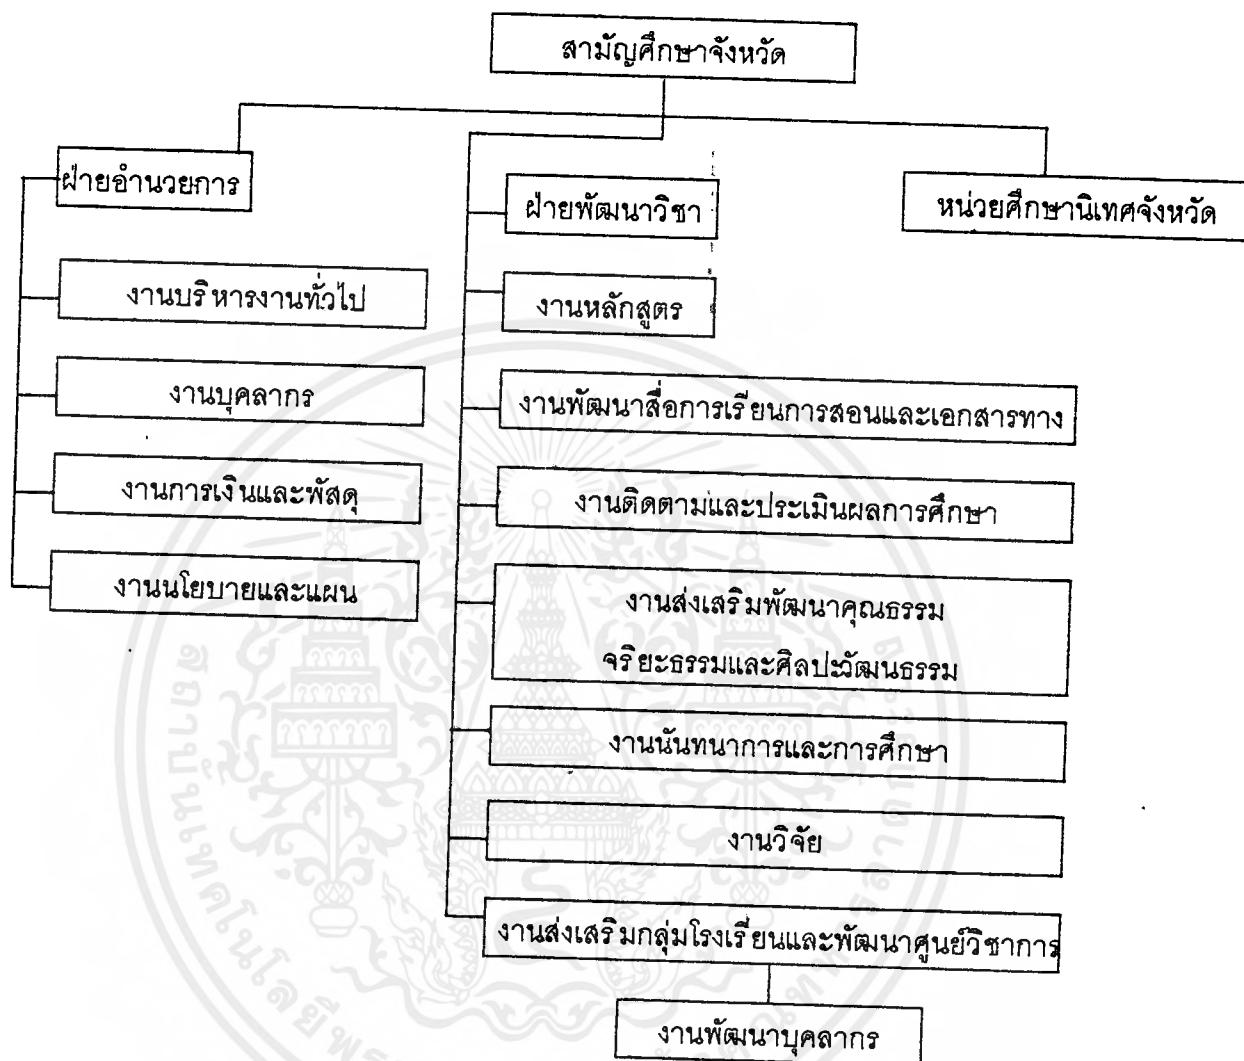 สามัญศึกษาจังหวัด
ฝ่ายอำนวยการ
งานบริหารงานทั่วไป
งานบุคลากร
งานการเงินและพัสดุ
งานนโยบายและแผน
ฝ่ายพัฒนาวิชา
งานหลักสูตร
งานพัฒนาสื่อการเรียนการสอนและเอกสารทาง
งานติดตามและประเมินผลการศึกษา
งานส่งเสริมพัฒนาคุณธรรม
จริยะธรรมและศิลปะวัฒนธรรม
งานนันทนาการและการศึกษา
งานวิจัย
งานส่งเสริมกลุ่มโรงเรียนและพัฒนาศูนย์วิชาการ
งานพัฒนาบุคลากร
หน่วยศึกษานิเทศจังหวัด